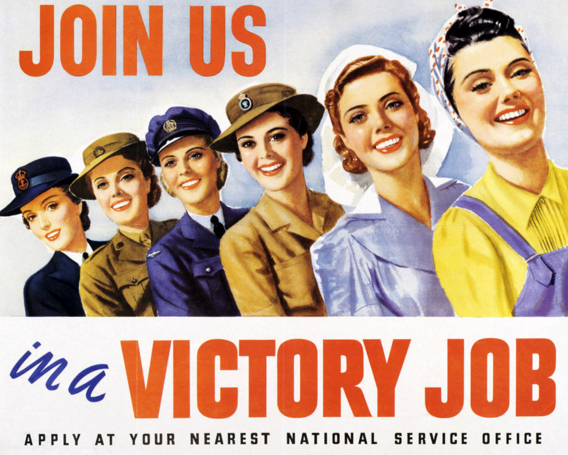 JOIN US
in a VICTORY JOB
APPLY AT YOUR NEAREST NATIONAL SERVICE OFFICE